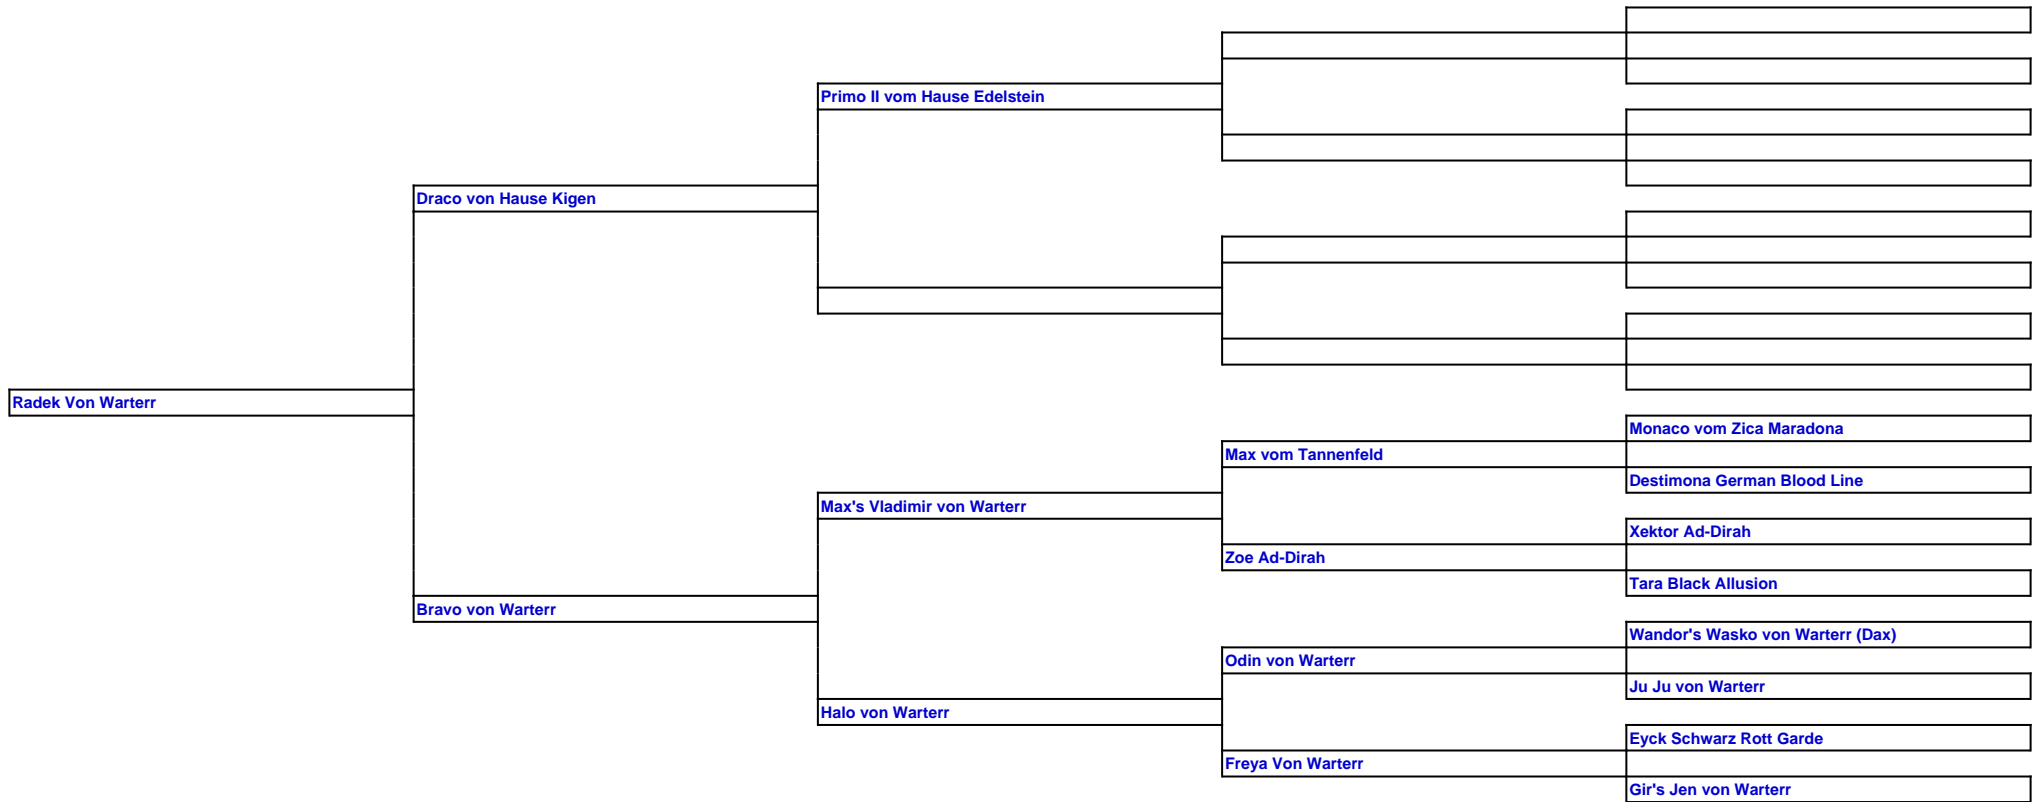 Primo II vom Hause Edelstein
Draco von Hause Kigen
Radek Von Warterr
Monaco vom Zica Maradona
Max vom Tannenfeld
Destimona German Blood Line
Max's Vladimir von Warterr
Xektor Ad-Dirah
Zoe Ad-Dirah
Tara Black Allusion
Bravo von Warterr
Wandor's Wasko von Warterr (Dax)
Odin von Warterr
Ju Ju von Warterr
Halo von Warterr
Eyck Schwarz Rott Garde
Freya Von Warterr
Gir's Jen von Warterr